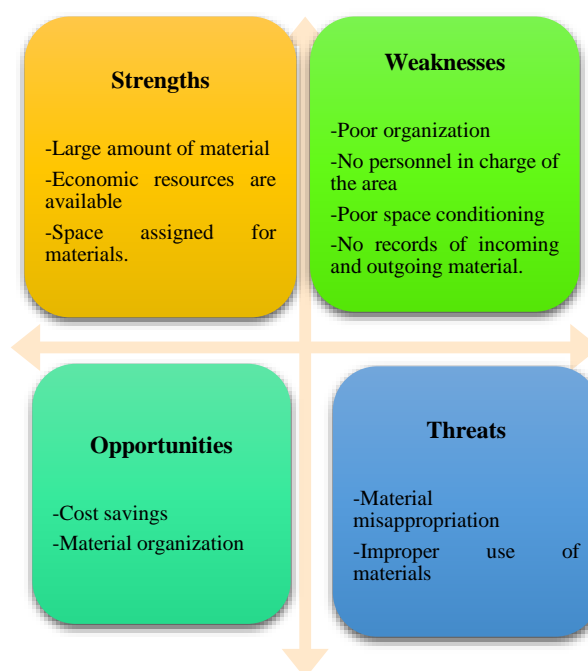 Strengths
-Large amount of material
-Economic resources are
available
-Space assigned for
materials.
Weaknesses
-Poor organization
-No personnel in charge of
the area
-Poor space conditioning
-No records of incoming
and outgoing material.
Opportunities
-Cost savings
-Material organization
Threats
-Material
misappropriation
-Improper use of
materials